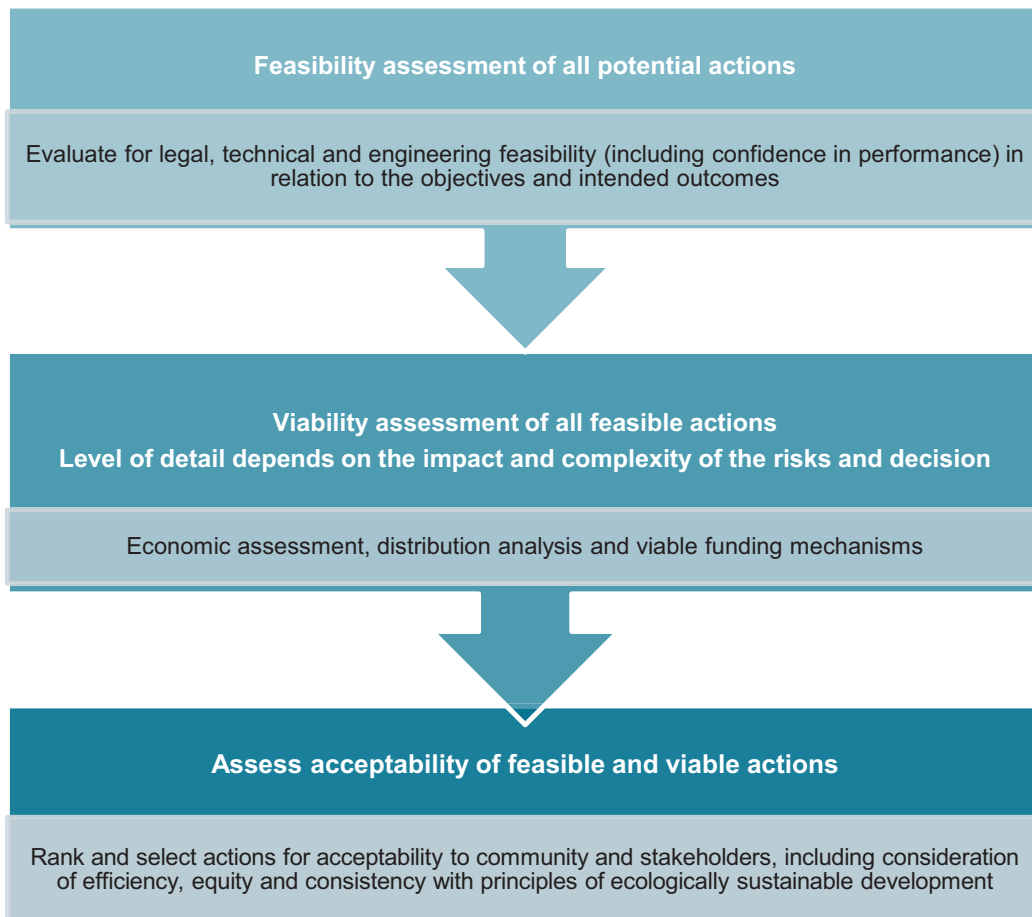 Feasibility assessment of all potential actions
Evaluate for legal, technical and engineering feasibility (including confidence in performance) in
relation to the objectives and intended outcomes
Viability assessment of all feasible actions
Level of detail depends on the impact and complexity of the risks and decision
Economic assessment, distribution analysis and viable funding mechanisms
Assess acceptability of feasible and viable actions
Rank and select actions for acceptability to community and stakeholders, including consideration
of efficiency, equity and consistency with principles of ecologically sustainable development